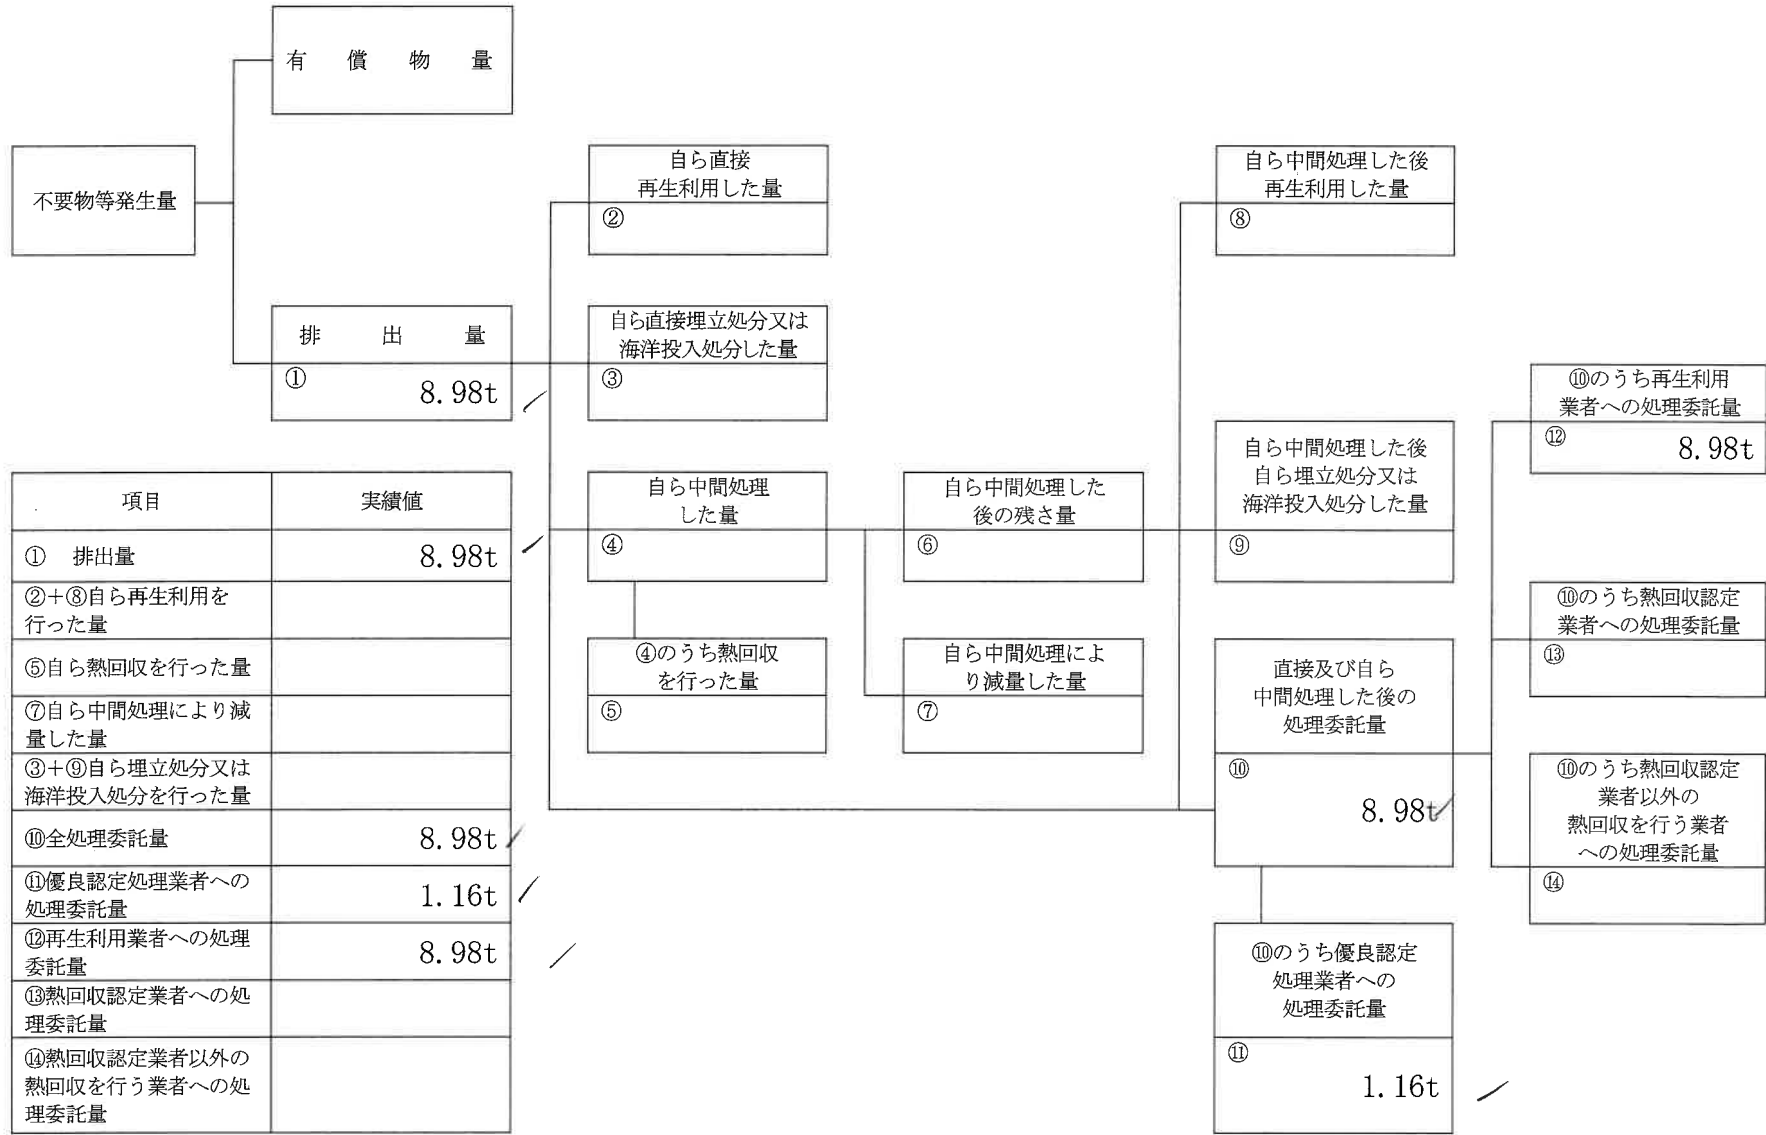 有償物量
不要物等発生量
排出量
① 8.98t
自ら直接
再生利用した量
②
自ら直接埋立処分又は
海洋投入処分した量
③
自ら中間処理
した量
④
④のうち熱回収
を行った量
⑤
自ら中間処理した
後の残さ量
⑥
自ら中間処理によ
り減量した量
⑦
自ら中間処理した後
再生利用した量
⑧
自ら中間処理した後
自ら埋立処分又は
海洋投入処分した量
⑨
直接及び自ら
中間処理した後の
処理委託量
⑩
8.98t
⑩のうち優良認定
処理業者への
処理委託量
⑪
1.16t
⑩のうち再生利用
業者への処理委託量
⑫ 8.98t
⑩のうち熱回収認定
業者への処理委託量
⑬
⑩のうち熱回収認定
業者以外の
熱回収を行う業者
への処理委託量
⑭
項目 実績値
① 排出量 8.98t
②+⑧自ら再生利用を
行った量
⑤自ら熱回収を行った量
⑦自ら中間処理により減
量した量
③+⑨自ら埋立処分又は
海洋投入処分を行った量
⑩全処理委託量 8.98t
⑪優良認定処理業者への
処理委託量 1.16t
⑫再生利用業者への処理
委託量 8.98t
⑬熱回収認定業者への処
理委託量
⑭熱回収認定業者以外の
熱回収を行う業者への処
理委託量